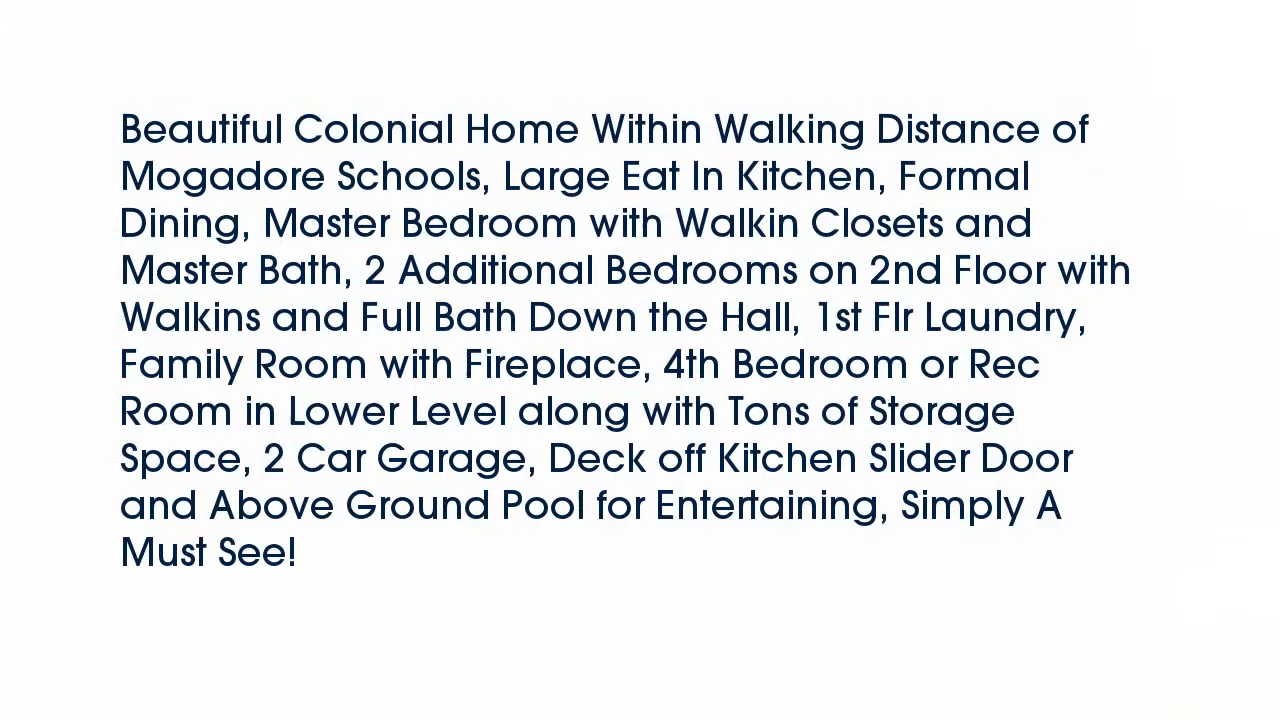 Beautiful Colonial Home Within Walking Distance of
Mogadore Schools, Large Eat In Kitchen, Formal
Dining, Master Bedroom with Walkin Closets and
Master Bath, 2 Additional Bedrooms on 2nd Floor with
Walkins and Full Bath Down the Hall, 1st Flr Laundry,
Family Room with Fireplace, 4th Bedroom or Rec
Room in Lower Level along with Tons of Storage
Space, 2 Car Garage, Deck off Kitchen Slider Door
and Above Ground Pool for Entertaining, Simply A
Must See!